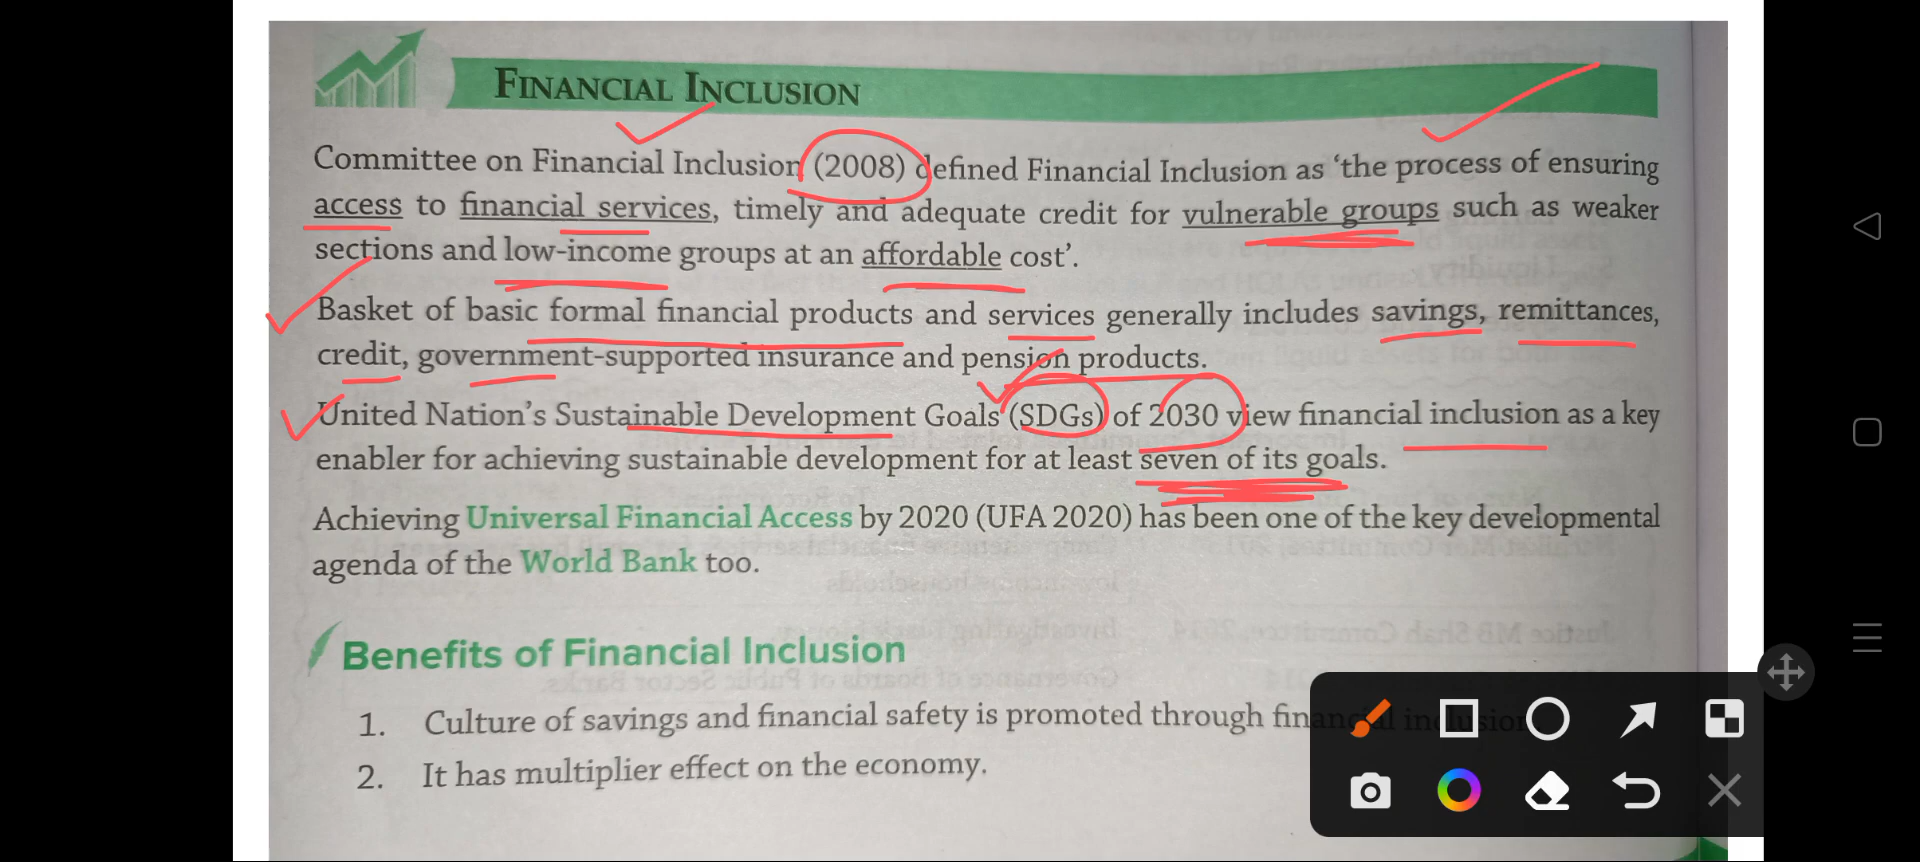 FINANCIAL INCLUSION
Committee on Financial Inclusion (2008) defined Financial Inclusion as ‘the process of ensuring
access to financial services, timely and adequate credit for vulnerable groups such as weaker
sections and low-income groups at an affordable cost’.
Basket of basic formal financial products and services generally includes savings, remittances,
credit, government-supported insurance and pension products.
United Nation’s Sustainable Development Goals (SDGs) of 2030 view financial inclusion as a key
enabler for achieving sustainable development for at least seven of its goals.
Achieving Universal Financial Access by 2020 (UFA 2020) has been one of the key developmental
agenda of the World Bank too.
Benefits of Financial Inclusion
1. Culture of savings and financial safety is promoted through financial inclusion.
2. It has multiplier effect on the economy.